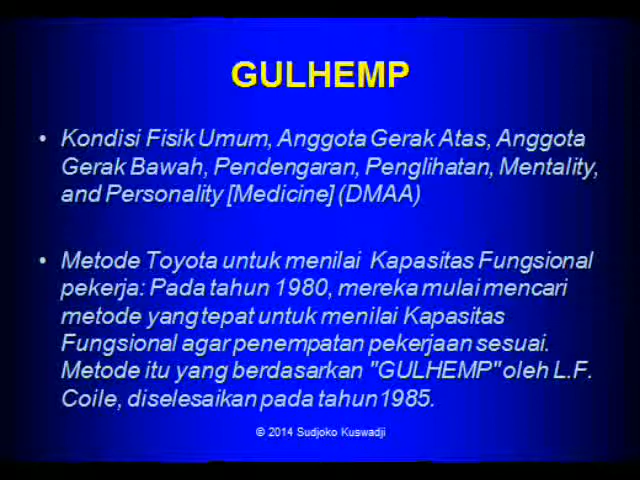 GULHEMP
• Kondisi Fisik Umum, Anggota Gerak Atas, Anggota
Gerak Bawah, Pendengaran, Penglihatan, Mentality,
and Personality [Medicine] (DMAA)
• Metode Toyota untuk menilai Kapasitas Fungsional
pekerja: Pada tahun 1980, mereka mulai mencari
metode yang tepat untuk menilai Kapasitas
Fungsional agar penempatan pekerjaan sesuai.
Metode itu yang berdasarkan "GULHEMP" oleh L.F.
Coile, diselesaikan pada tahun 1985.
© 2014 Sudjoko Kuswadji